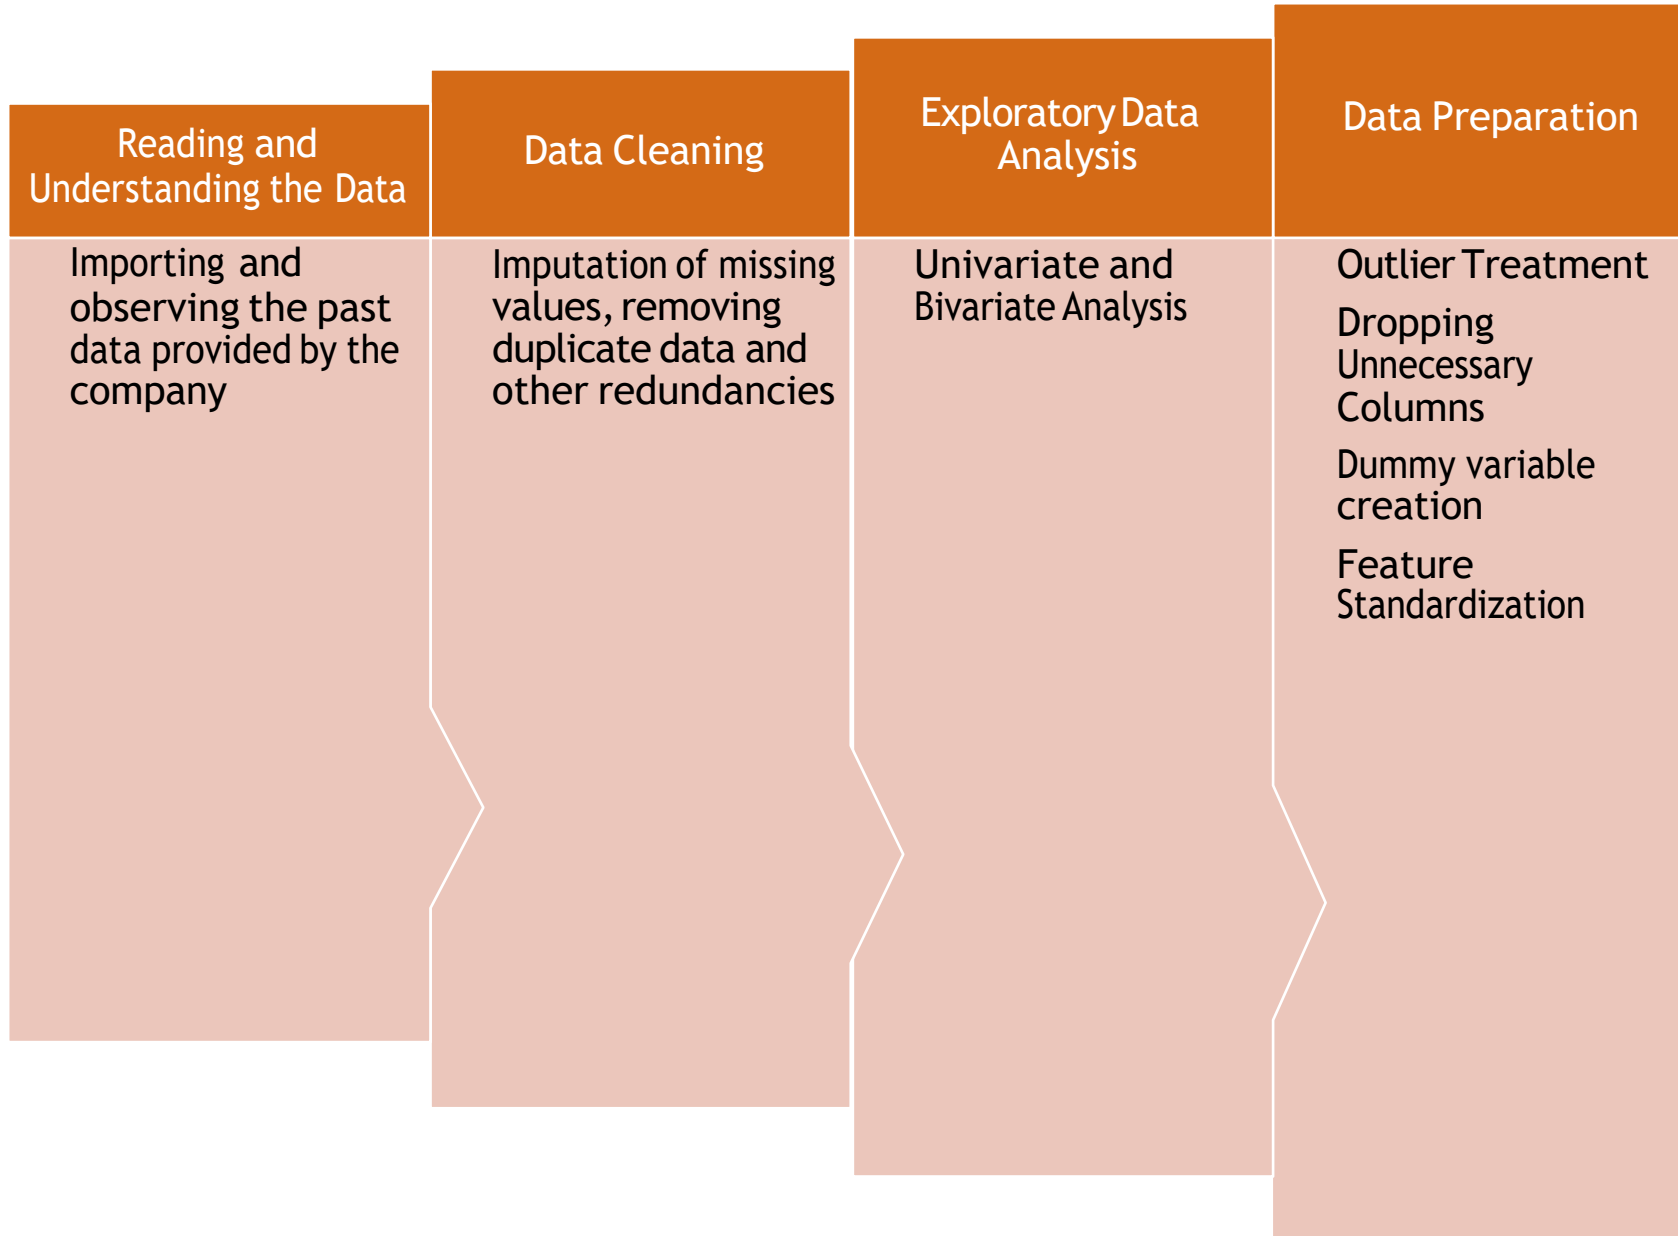 Reading and
Understanding the Data
Importing and
observing the past
data provided by the
company
Data Cleaning
Imputation of missing
values, removing
duplicate data and
other redundancies
Exploratory Data
Analysis
Univariate and
Bivariate Analysis
Data Preparation
Outlier Treatment
Dropping
Unnecessary
Columns
Dummy variable
creation
Feature
Standardization